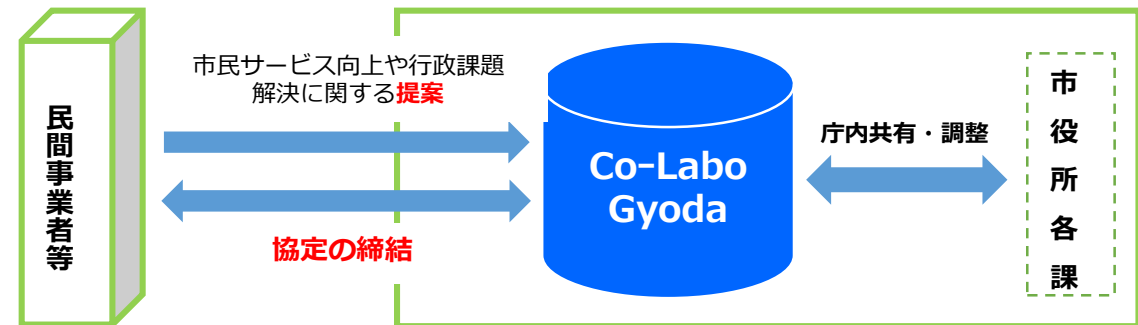 民間事業者等
市民サービス向上や行政課題
解決に関する提案
協定の締結
Co-Labo
Gyoda
庁内共有・調整
市役所各課